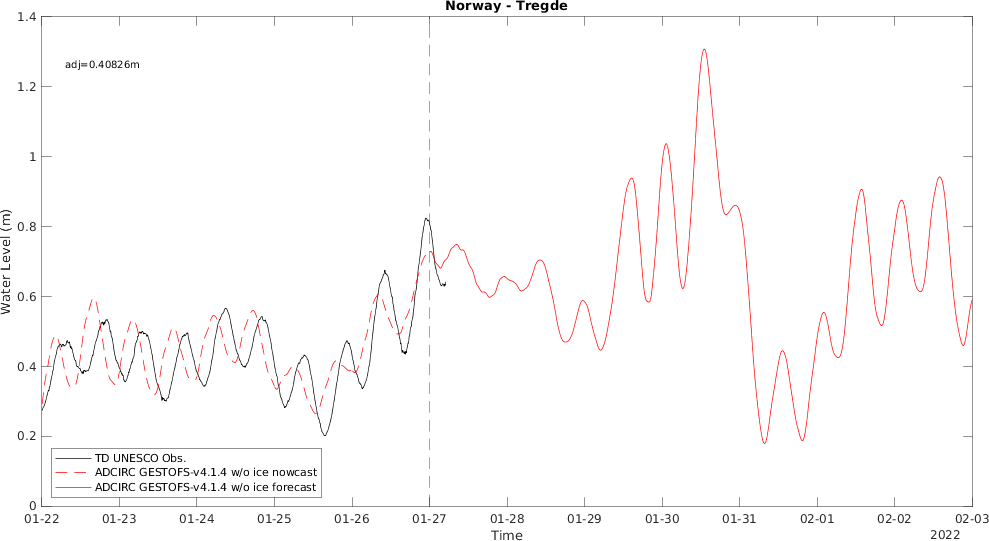 Norway - Tregde
1.4
adj=0.40826m
1.2
1
0.8
Water Level (m)
0.6
0.4
0.2
0
TD UNESCO Obs.
ADCIRC GESTOFS-v4.1.4 w/o ice nowcast
ADCIRC GESTOFS-v4.1.4 w/o ice forecast
01-22 01-23 01-24 01-25 01-26 01-27 01-28 01-29 01-30 01-31 02-01 02-02 02-03
Time
2022